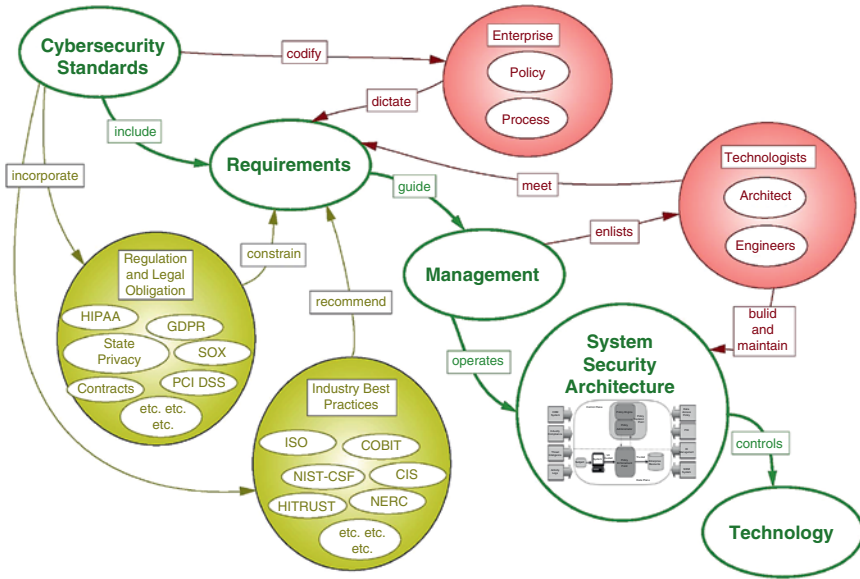 Cybersecurity
Standards
codify
Enterprise
Policy
Process
dictate
include
Requirements
incorporate
guide
meet
Technologists
Architect
Engineers
enlists
Management
constrain
recommend
Regulation
and Legal
Obligation
HIPAA
GDPR
State
Privacy
SOX
Contracts
PCI DSS
etc. etc.
etc.
operates
bulid
and
maintain
System
Security
Architecture
Industry Best
Practices
ISO
COBIT
NIST-CSF
CIS
HITRUST
NERC
etc. etc.
etc.
controls
Technology